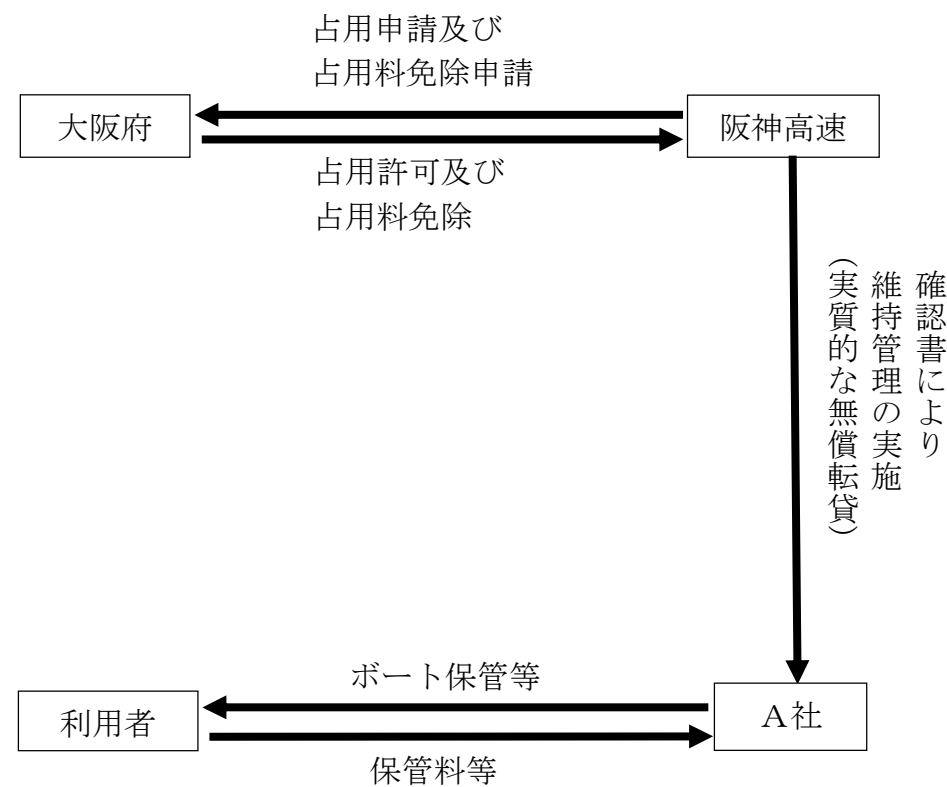 占用申請及び
占用料免除申請
大阪府
阪神高速
占用許可及び
占用料免除
確認書により
維持管理の実施
(実質的な無償転貸)
ボート保管等
利用者
A社
保管料等